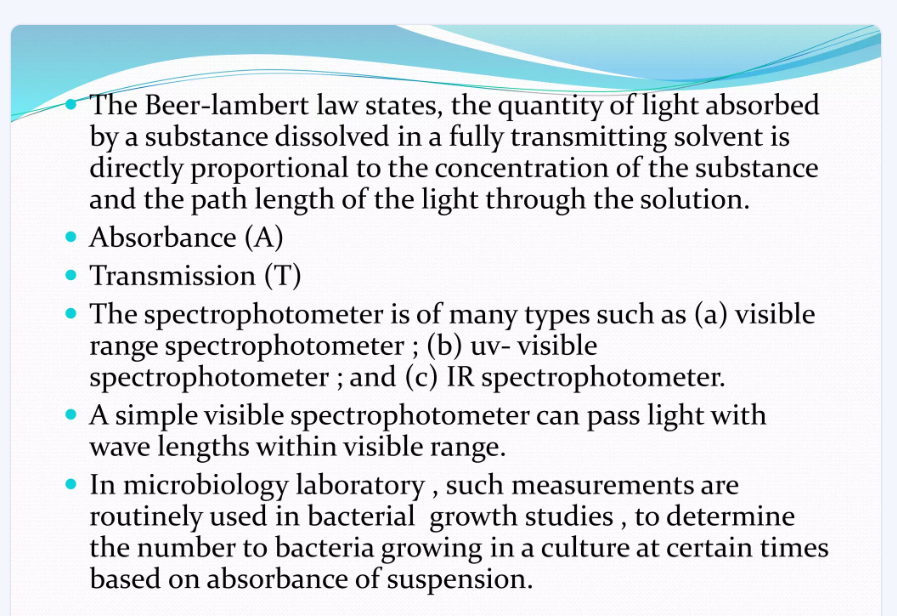 The Beer-lambert law states, the quantity of light absorbed
by a substance dissolved in a fully transmitting solvent is
directly proportional to the concentration of the substance
and the path length of the light through the solution.
Absorbance (A)
Transmission (T)
The spectrophotometer is of many types such as (a) visible
range spectrophotometer ; (b) uv- visible
spectrophotometer ; and (c) IR spectrophotometer.
A simple visible spectrophotometer can pass light with
wave lengths within visible range.
In microbiology laboratory , such measurements are
routinely used in bacterial  growth studies , to determine
the number to bacteria growing in a culture at certain times
based on absorbance of suspension.